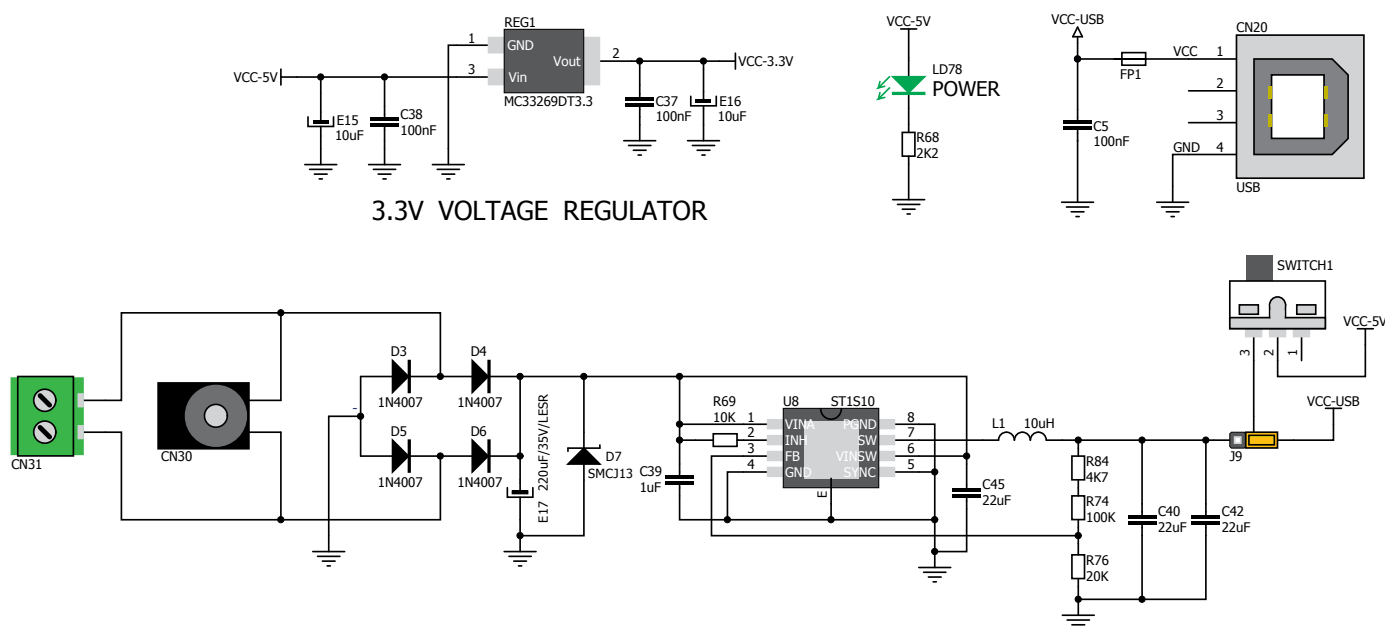 REG1
1
GND
Vout
2
VCC-3.3V
VCC-5V
3
Vin
MC33269DT3.3
E15
10uF
C38
100nF
C37
100nF
E16
10uF
3.3V VOLTAGE REGULATOR
VCC-5V
LD78
POWER
R68
2K2
VCC-USB
CN20
VCC
1
FP1
2
3
C5
100nF
GND
4
USB
SWITCH1
VCC-5V
3
2
1
VCC-USB
J9
CN31
CN30
D3
1N4007
D4
1N4007
D5
1N4007
D6
1N4007
-
E17 220uF/35V/LESR
D7
SMCJ13
R69
10K
C39
1uF
U8
ST1S10
1
VINA
PGND
8
2
INH
SW
7
3
FB
VINSW
6
4
GND
SYNC
5
E
C45
22uF
L1
10uH
R84
4K7
R74
100K
R76
20K
C40
22uF
C42
22uF